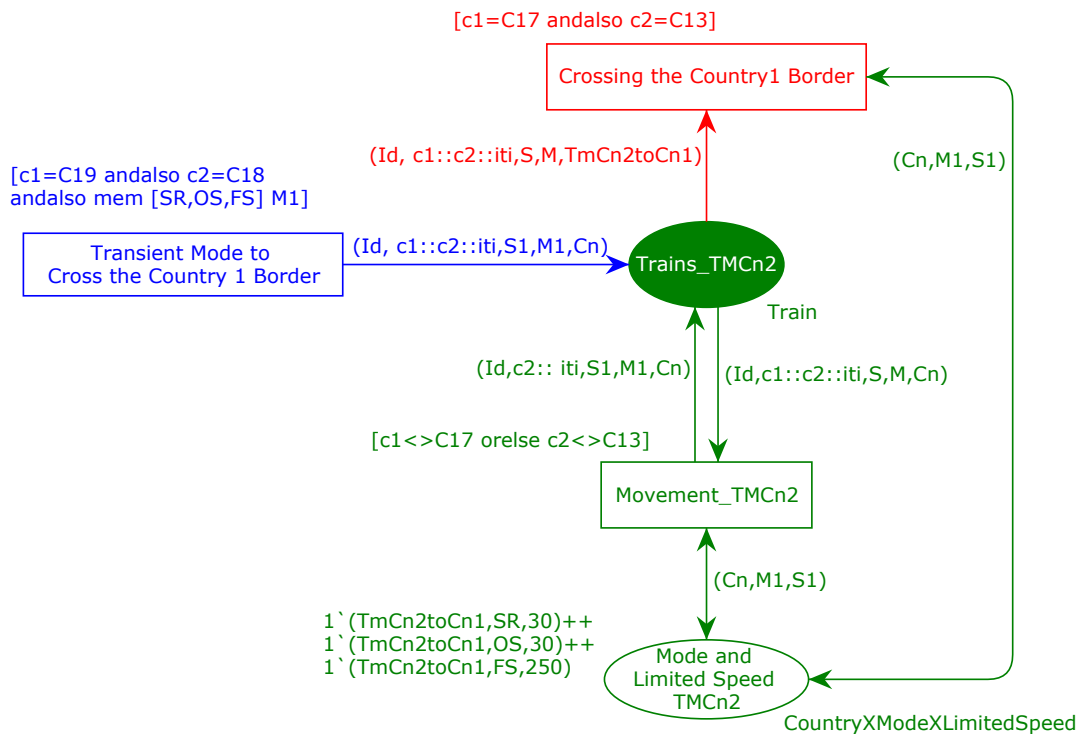 [c1=C17 andalso c2=C13]
Crossing the Country1 Border
(Id, c1::c2::iti,S,M,TmCn2toCn1)
(Cn,M1,S1)
[c1=C19 andalso c2=C18
andalso mem [SR,OS,FS] M1]
Transient Mode to
Cross the Country 1 Border
(Id, c1::c2::iti,S1,M1,Cn)
Trains_TMCn2
Train
(Id,c2:: iti,S1,M1,Cn)
(Id,c1::c2::iti,S,M,Cn)
[c1<>C17 orelse c2<>C13]
Movement_TMCn2
(Cn,M1,S1)
1`(TmCn2toCn1,SR,30)++
1`(TmCn2toCn1,OS,30)++
1`(TmCn2toCn1,FS,250)
Mode and
Limited Speed
TMCn2
CountryXModeXLimitedSpeed